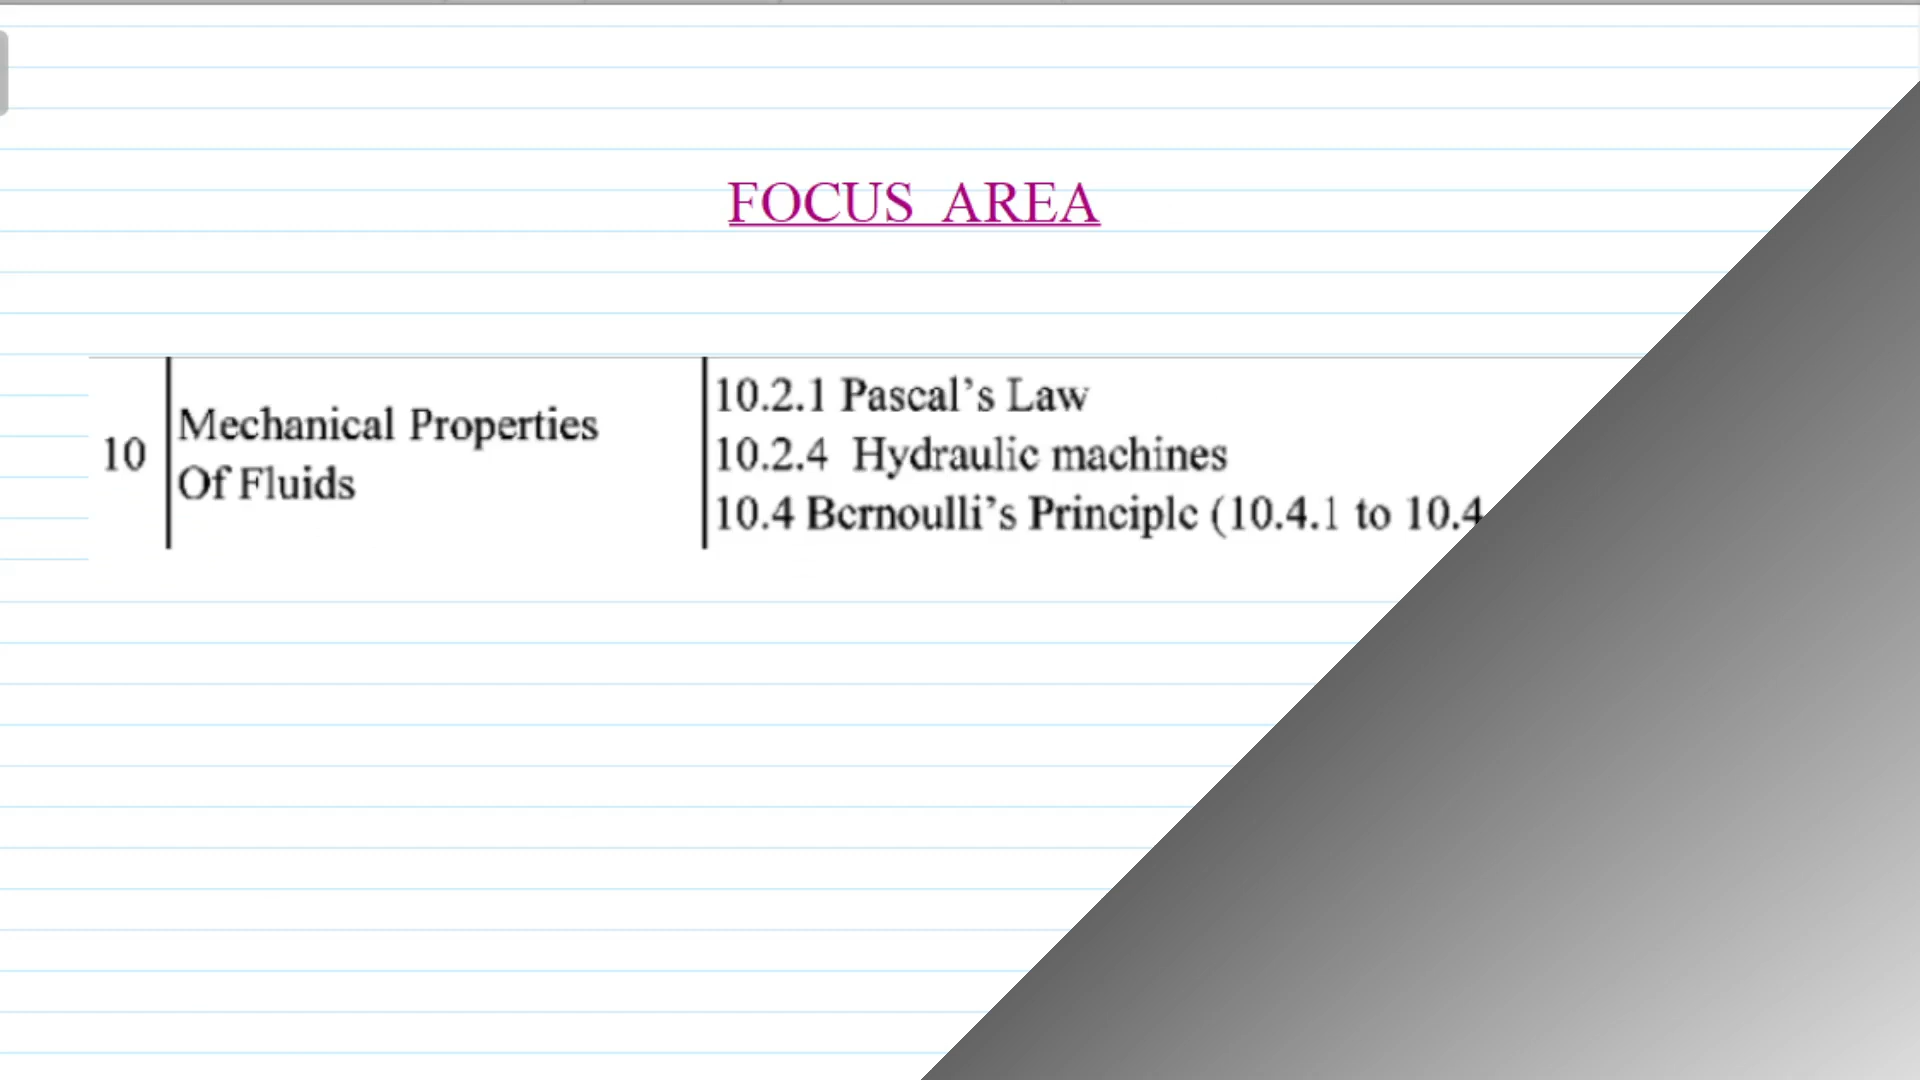 FOCUS AREA
10
Mechanical Properties
Of Fluids
10.2.1 Pascal’s Law
10.2.4 Hydraulic machines
10.4 Bernoulli’s Principle (10.4.1 to 10.4